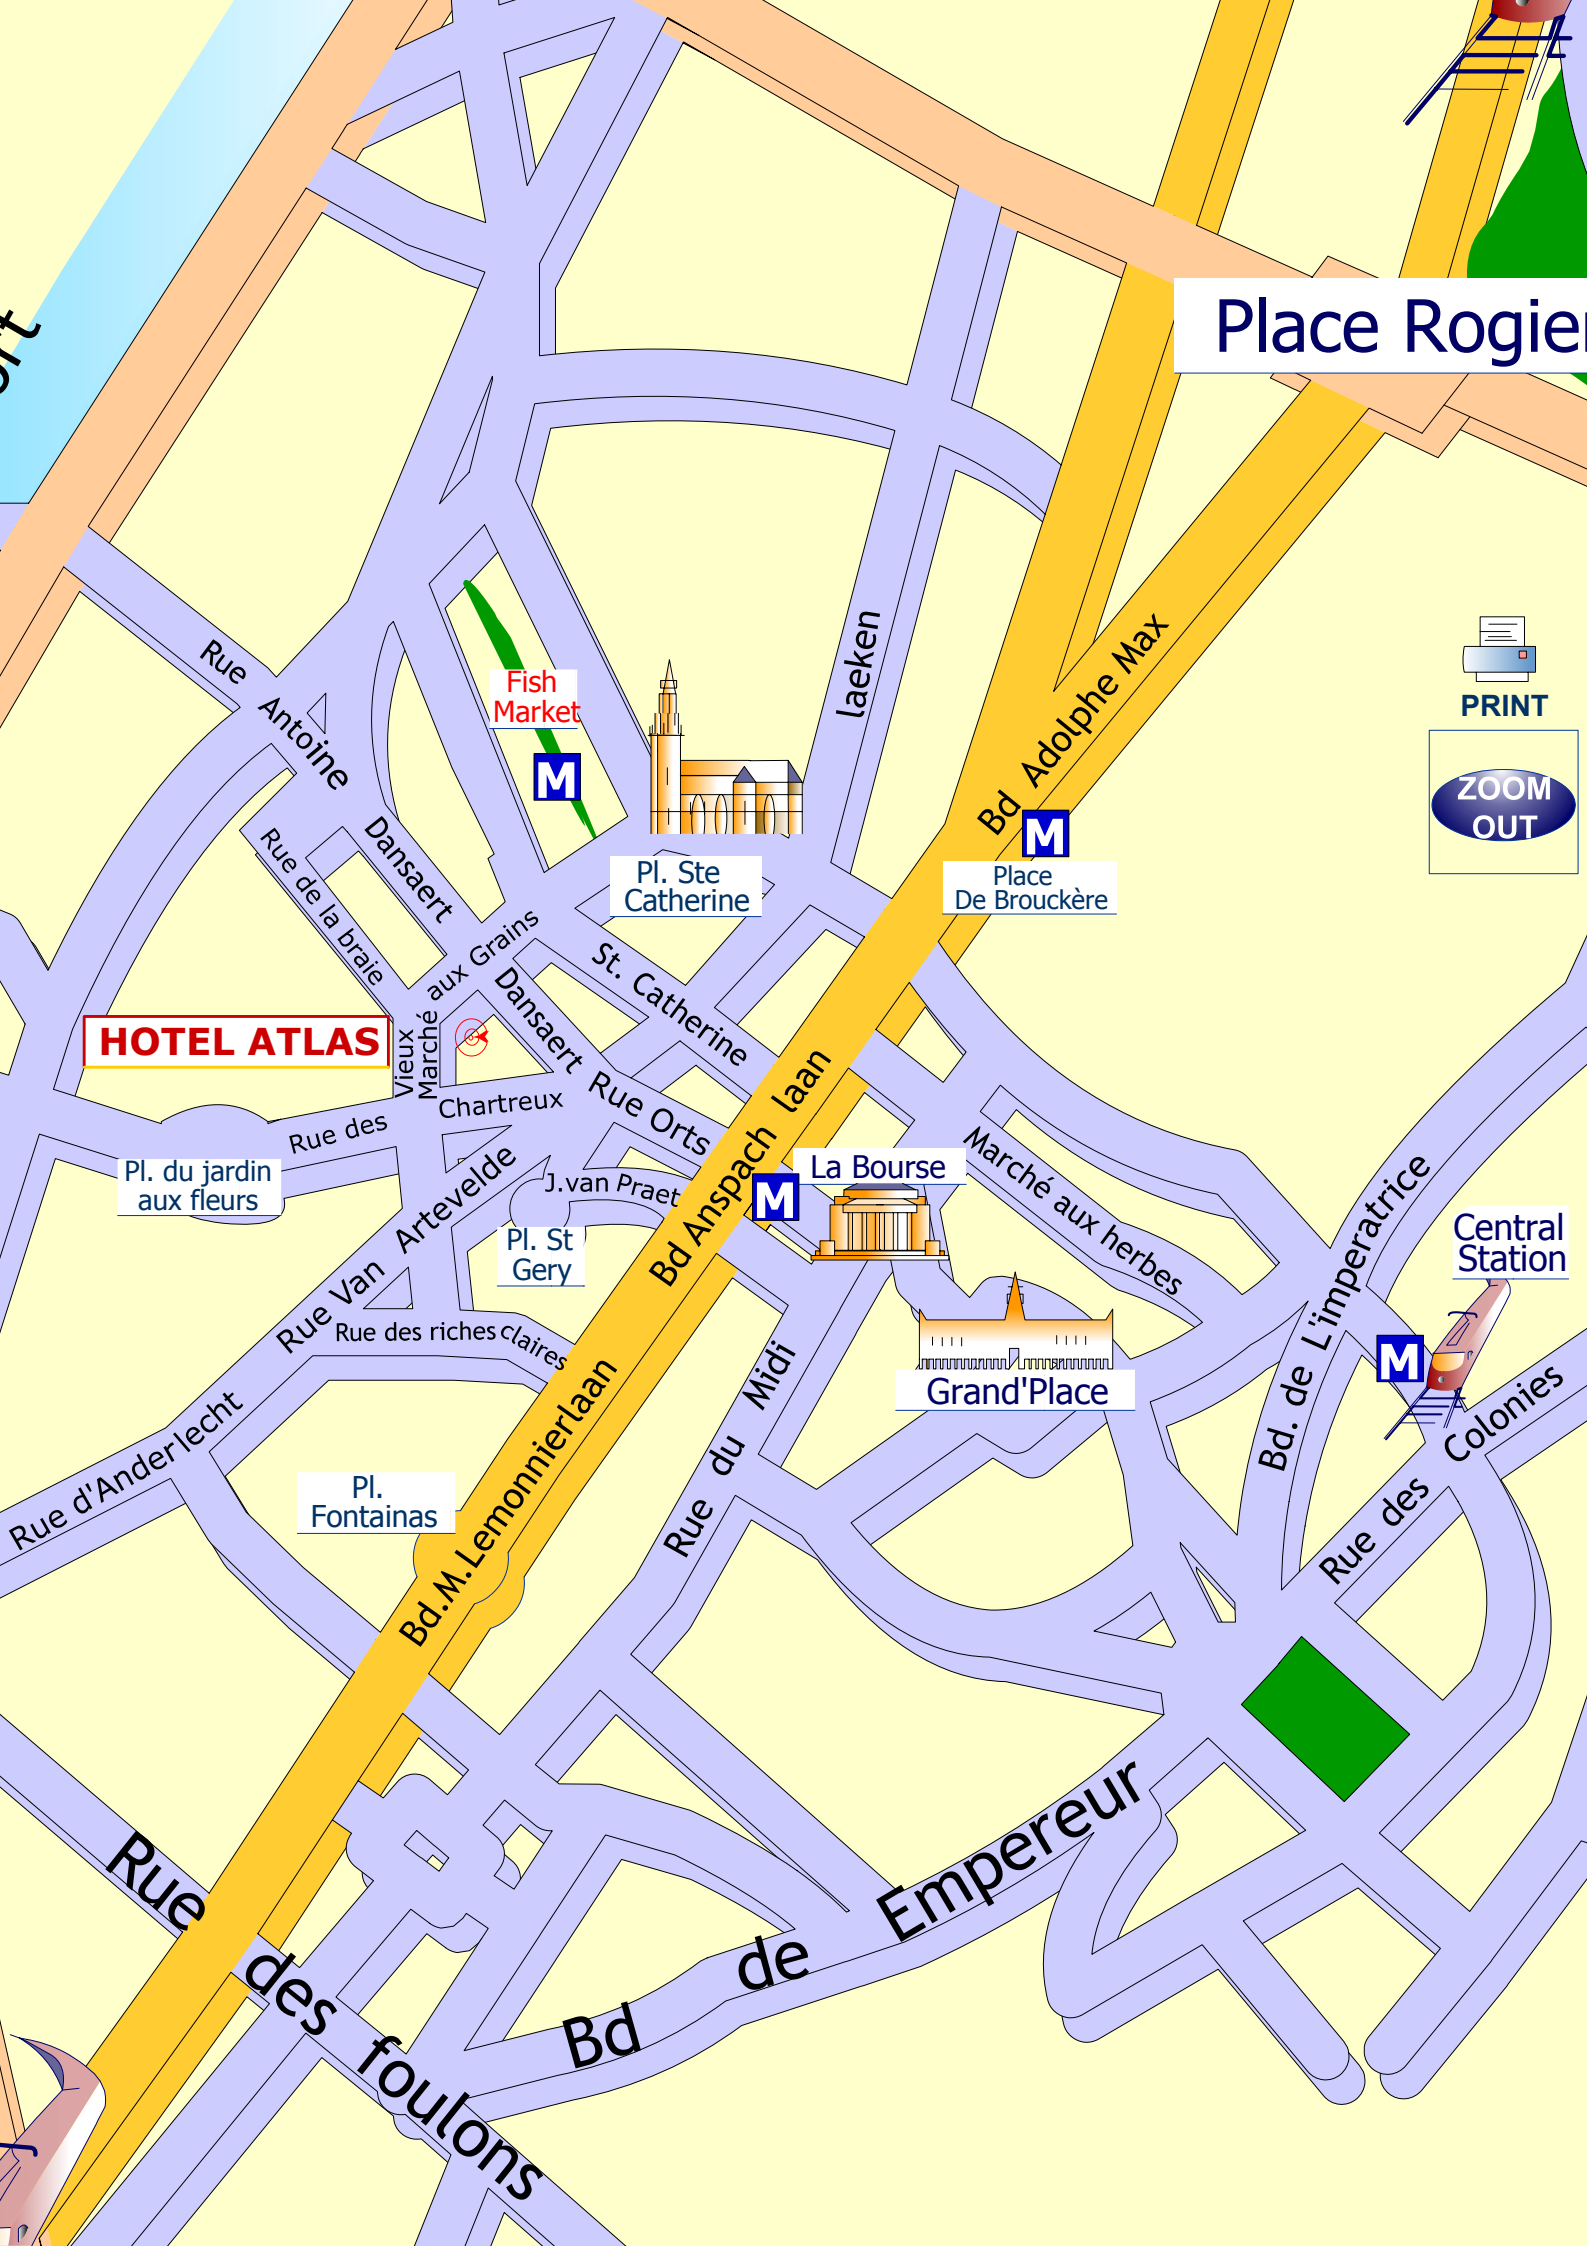 Place Rogier
Rue Antoine Dansaert
Fish
Market
M
laeken
Bd Adolphe Max
PRINT
ZOOM
OUT
M
Place
De Brouckère
Pl. Ste
Catherine
Rue de la braie
aux Grains
Vieux
Marché
HOTEL ATLAS
St. Catherine
Dansaert
Rue des Chartreux
Rue Orts
Bd Anspach laan
La Bourse
M
Marché aux herbes
Pl. du jardin
aux fleurs
J.van Praet
Pl. St
Gery
Rue Van Artevelde
Rue des riches claires
Bd. de L'imperatrice
Central
Station
M
Grand'Place
Rue du Midi
Rue des Colonies
Rue d'Anderlecht
Pl.
Fontainas
Bd.M.Lemonnierlaan
Rue des foulons
Bd de Empereur